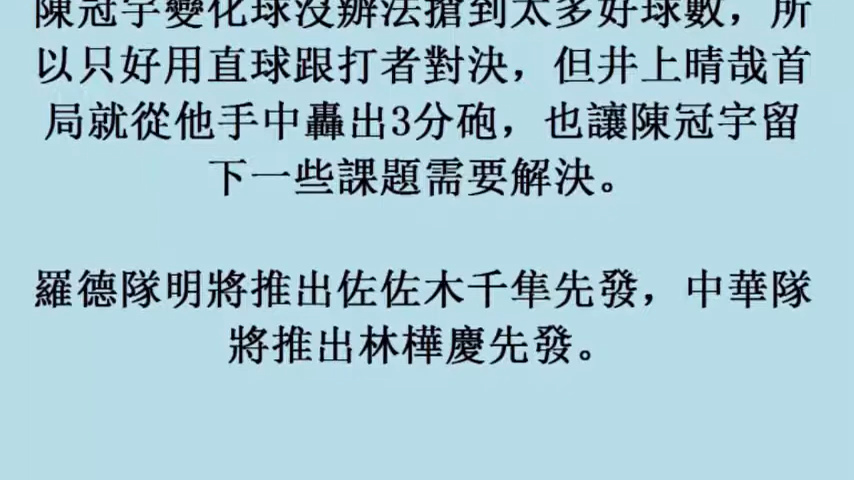 陳冠宇變化球沒辦法搶到太多好球數，所
以只好用直球跟打者對決，但井上晴哉首
局就從他手中轟出3分砲，也讓陳冠宇留
下一些課題需要解決。
羅德隊明將推出佐佐木千隼先發，中華隊
將推出林樺慶先發。